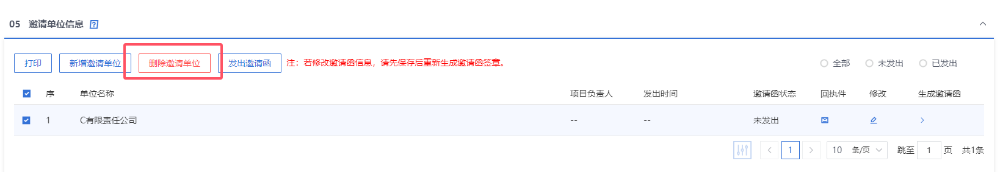 05 邀请单位信息
打印 新增邀请单位 删除邀请单位 发出邀请函 注：若修改邀请函信息，请先保存后重新生成邀请函签章。 全部 未发出 已发出
序 单位名称 项目负责人 发出时间 邀请函状态 回执件 修改 生成邀请函
1 C有限责任公司 -- -- 未发出
1 10 条/页 跳至 1 页 共1条